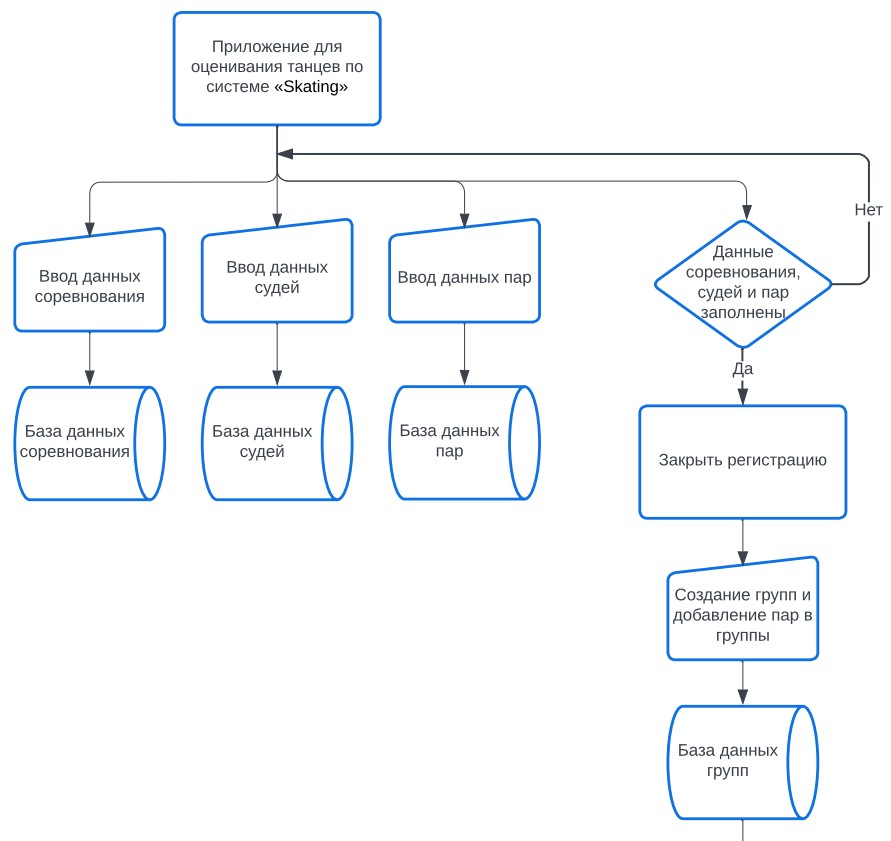 Приложение для
оценивания танцев по
системе «Skating»
Нет
Ввод данных
соревнования
Ввод данных
судей
Ввод данных пар
Данные
соревнования,
судей и пар
заполнены
Да
База данных
соревнования
База данных
судей
База данных
пар
Закрыть регистрацию
Создание групп и
добавление пар в
группы
База данных
групп